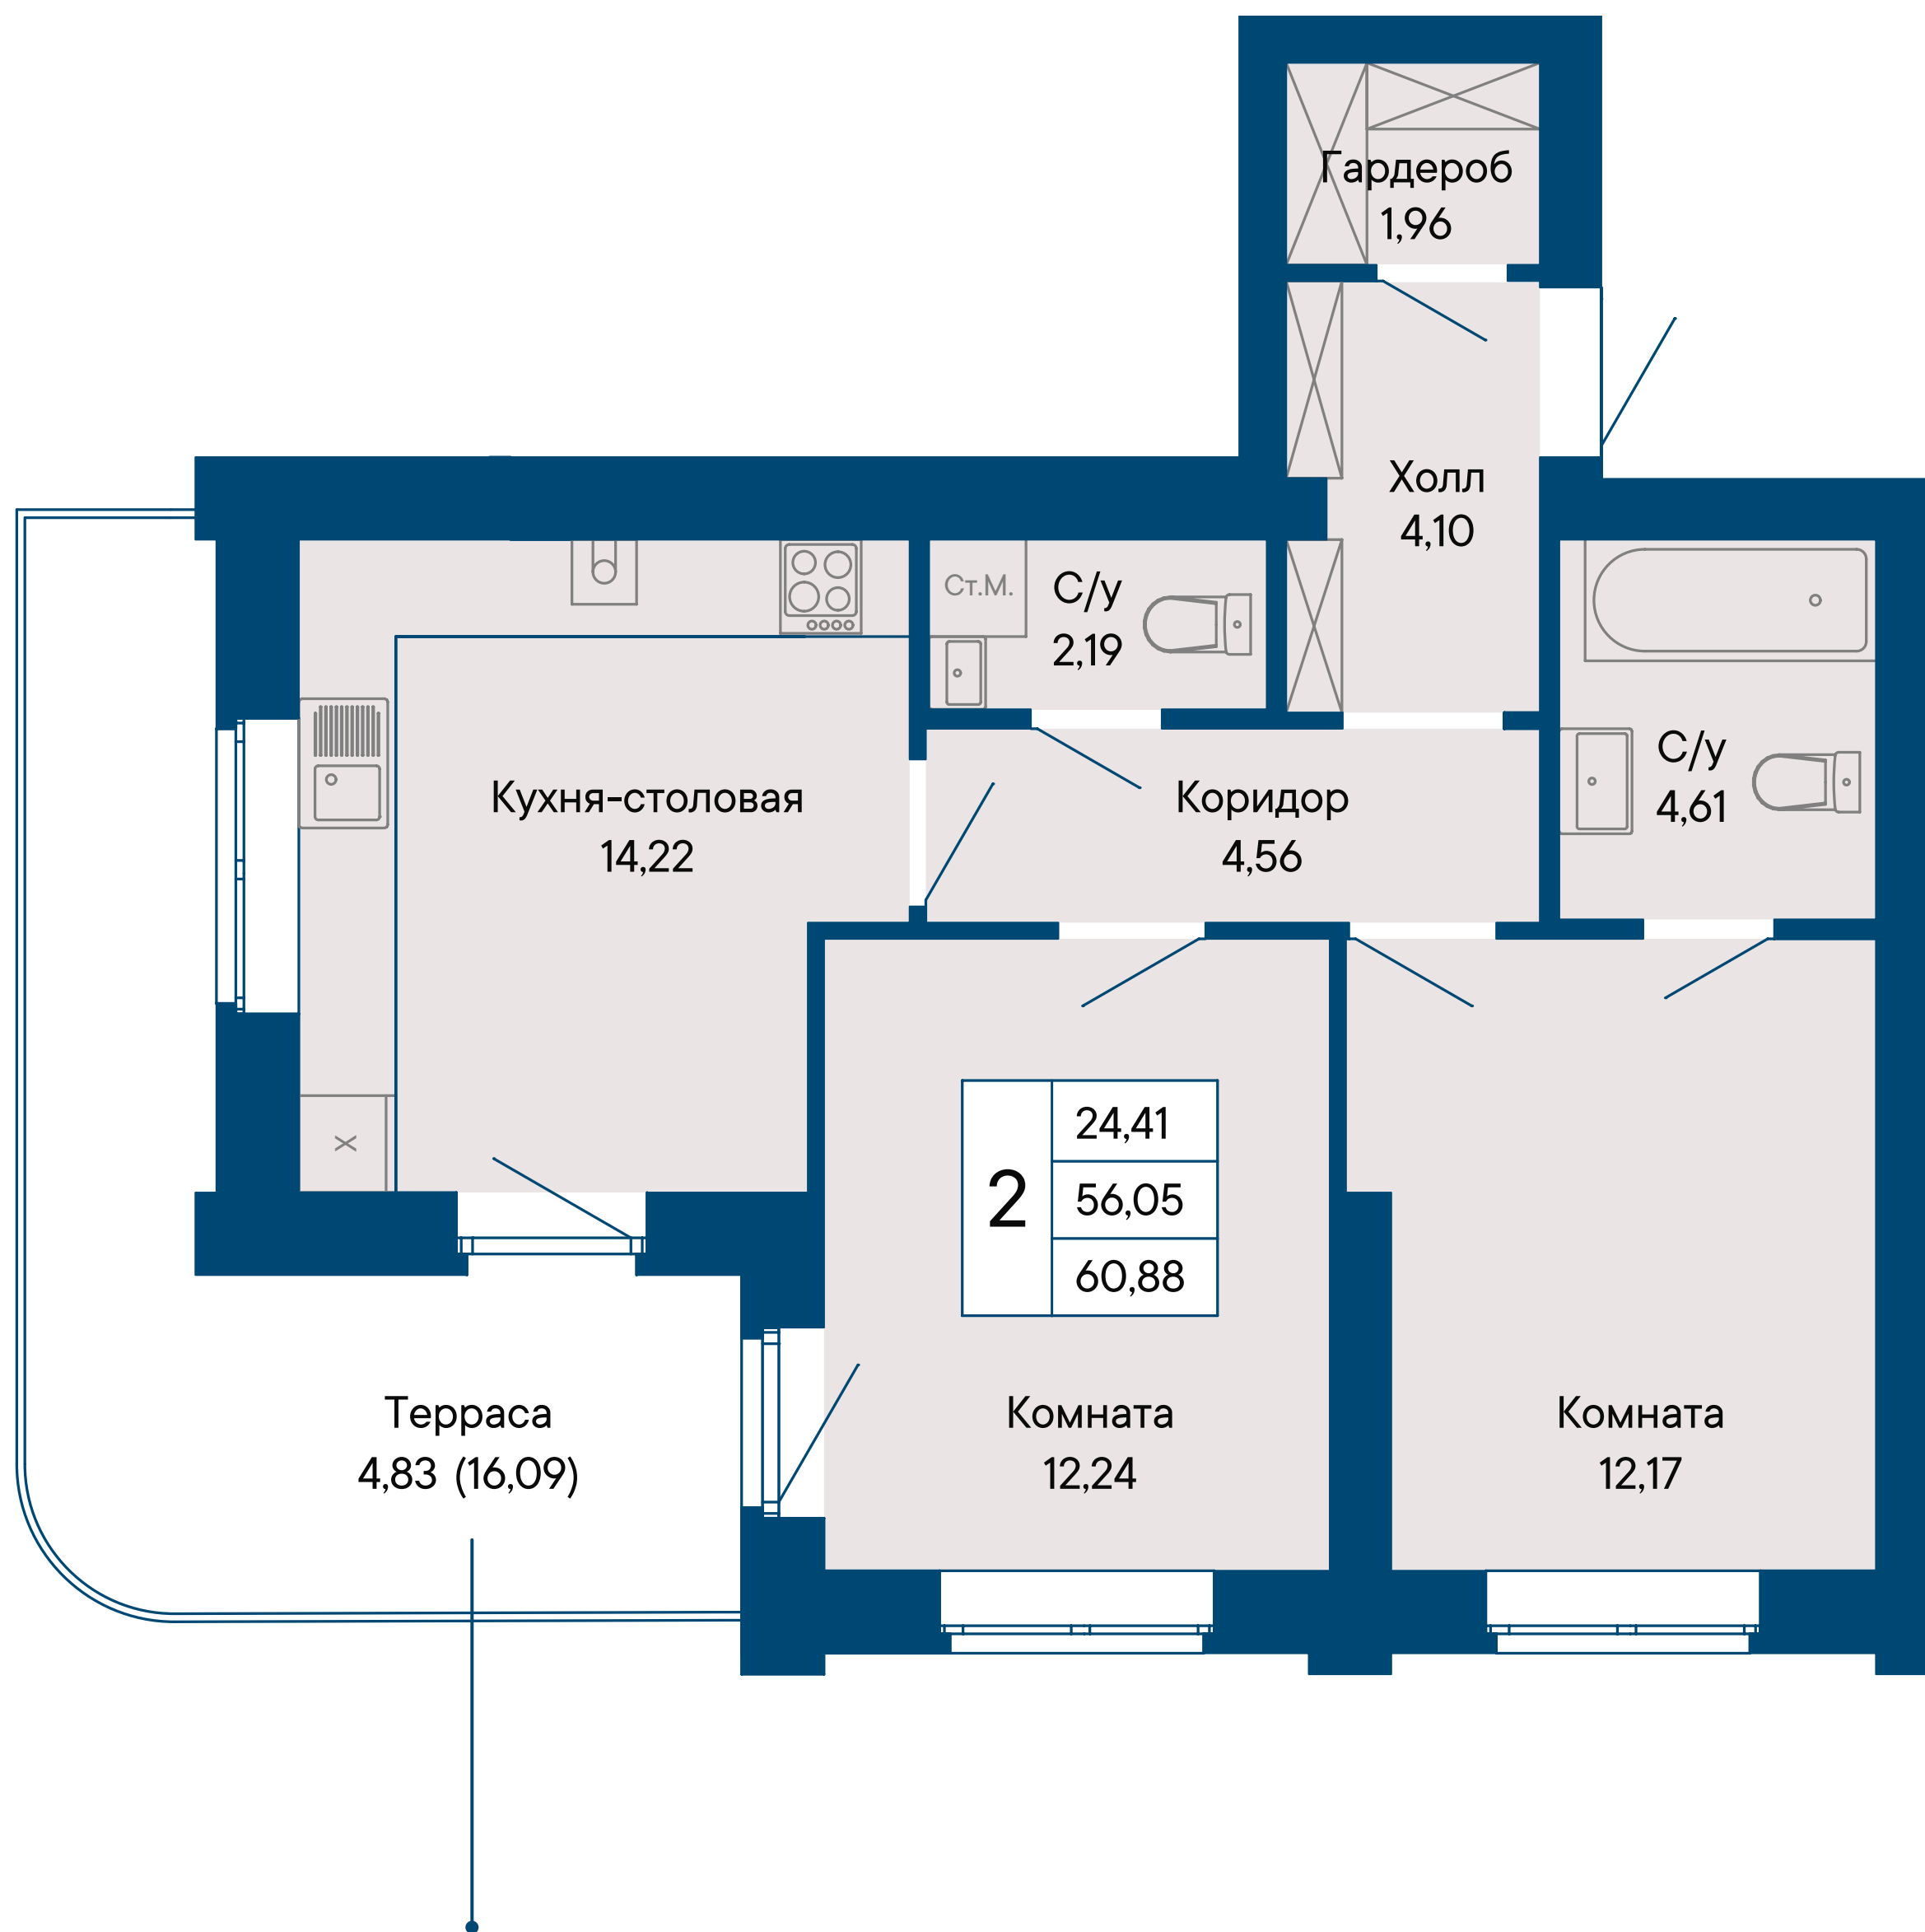 Гардероб
1,96
Холл
4,10
Ст.М.
С/у
2,19
С/у
4,61
Кухня-столовая
14,22
Коридор
4,56
Х
2
24,41
56,05
60,88
Терраса
4,83 (16,09)
Комната
12,24
Комната
12,17